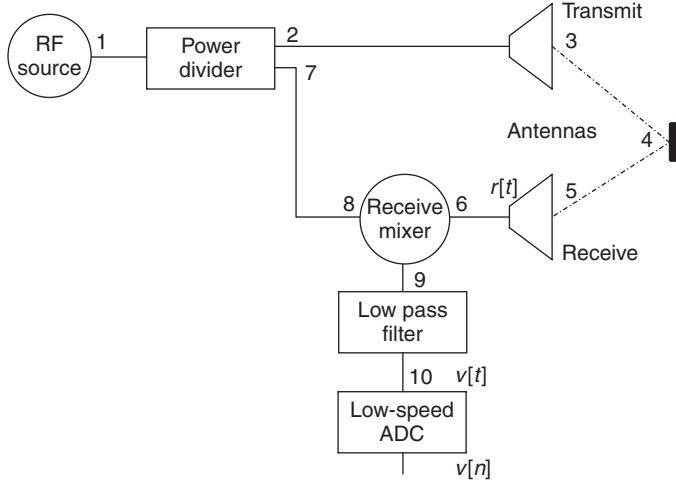 Transmit
RF
source
1
Power
divider
2
3
7
Antennas
4
r[t]
5
8
Receive
mixer
6
Receive
9
Low pass
filter
10
v[t]
Low-speed
ADC
v[n]